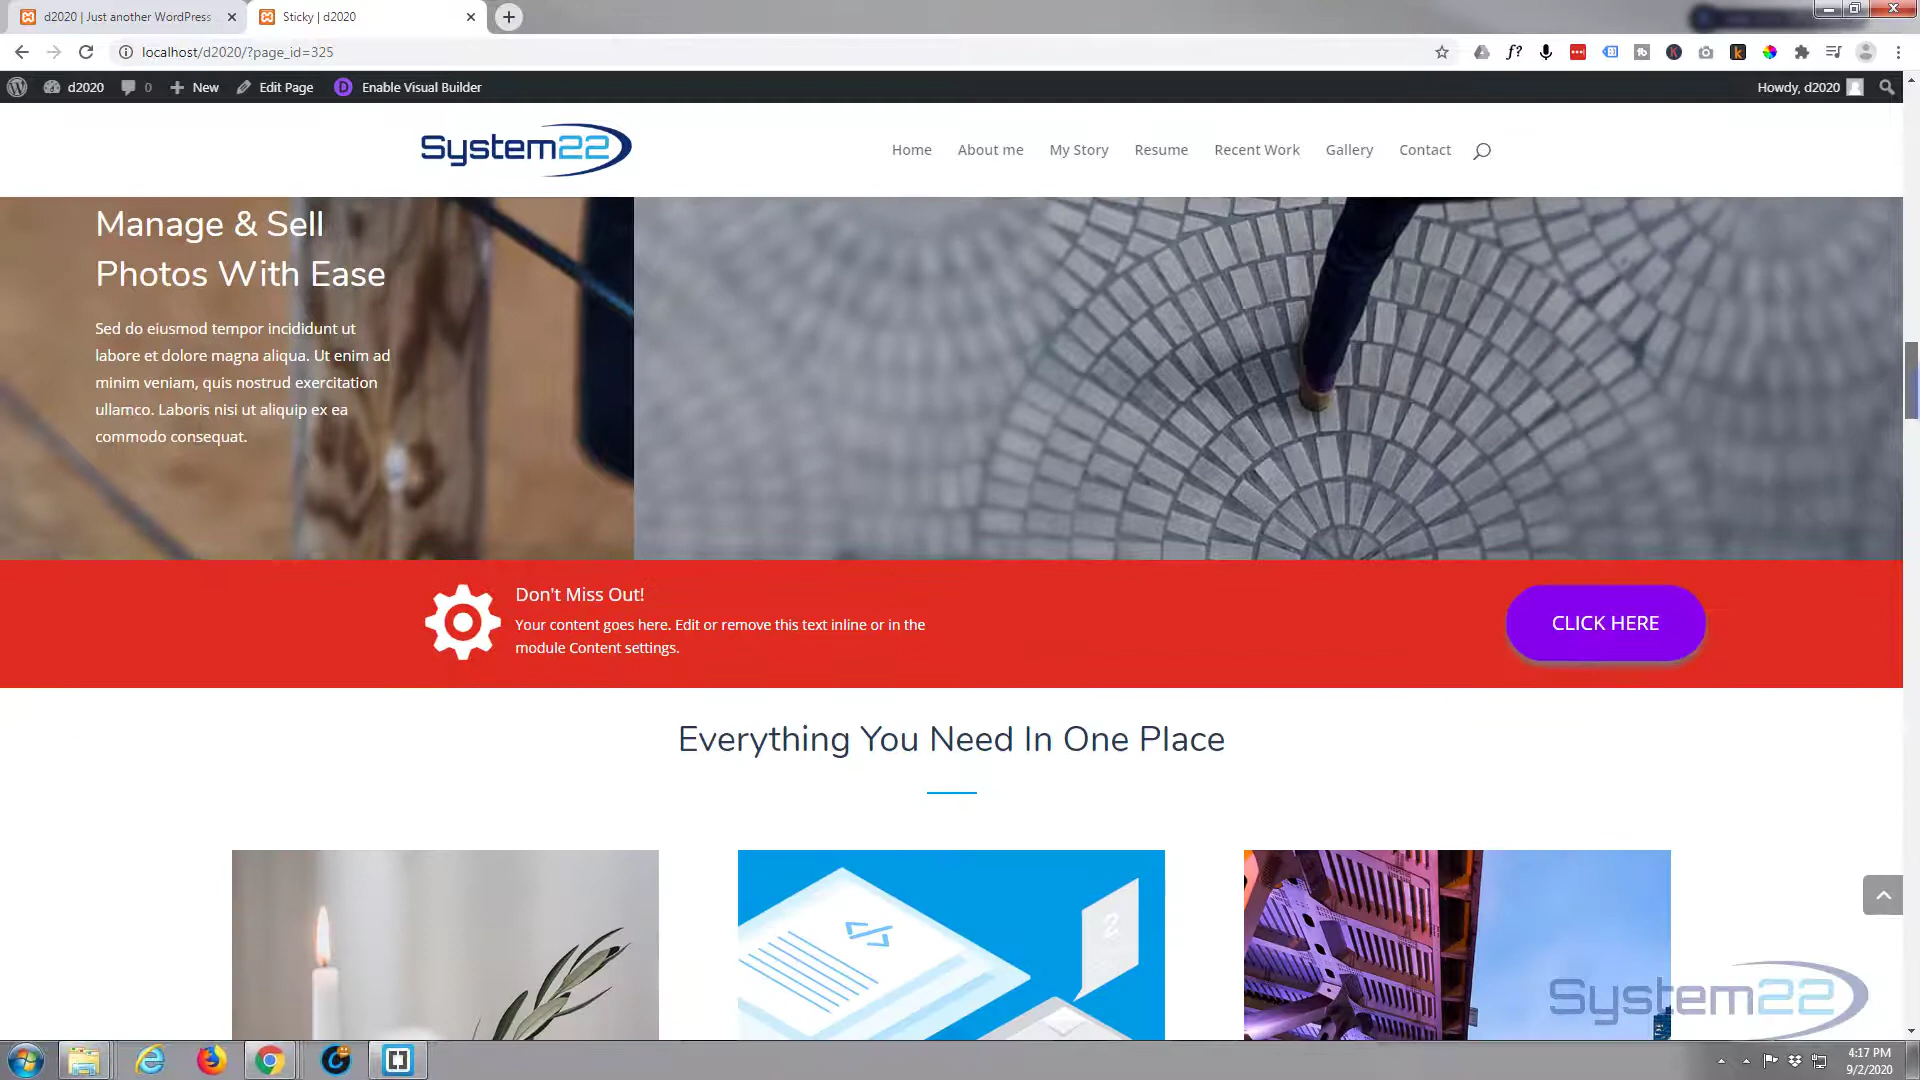 d2020 | Just another WordPress
Sticky | d2020
localhost/d2020/?page_id=325
d2020
0
New
Edit Page
Enable Visual Builder
Howdy, d2020
System22
Home
About me
My Story
Resume
Recent Work
Gallery
Contact
Manage & Sell
Photos With Ease
Sed do eiusmod tempor incididunt ut
labore et dolore magna aliqua. Ut enim ad
minim veniam, quis nostrud exercitation
ullamco. Laboris nisi ut aliquip ex ea
commodo consequat.
Don't Miss Out!
Your content goes here. Edit or remove this text inline or in the
module Content settings.
CLICK HERE
Everything You Need In One Place
2
System22
4:17 PM
9/2/2020